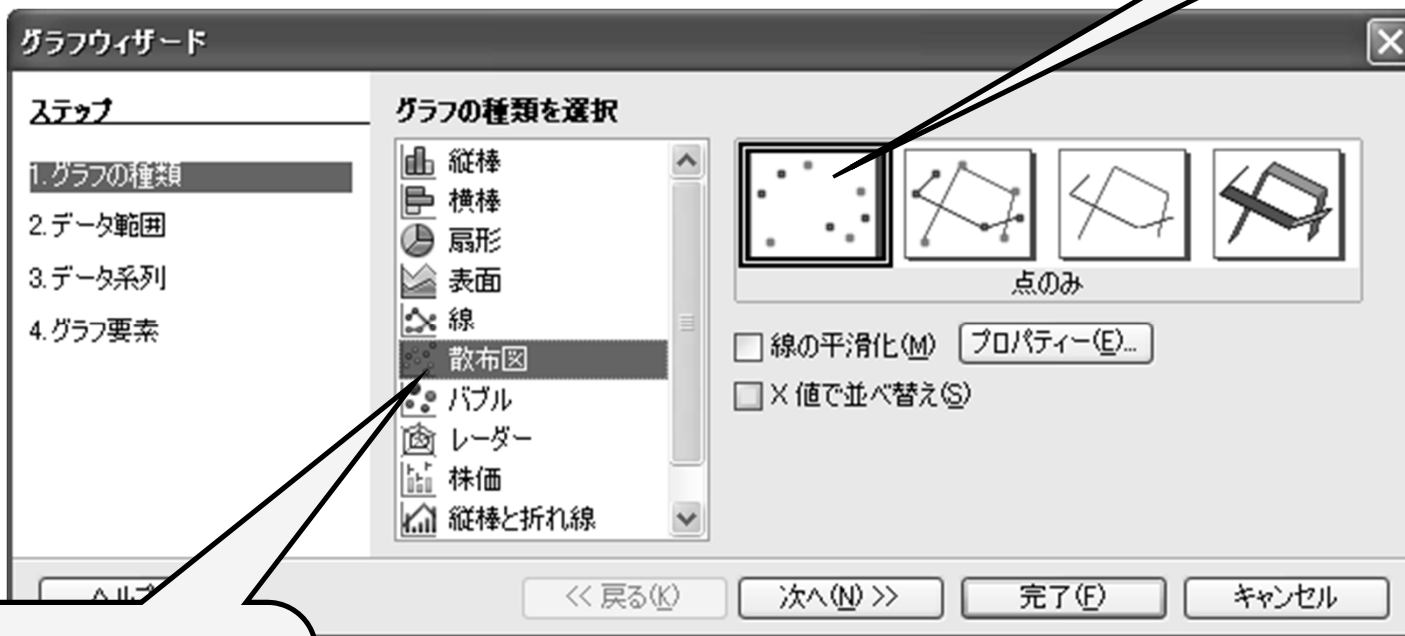 グラフウィザード
ステップ
1.グラフの種類
2.データ範囲
3.データ系列
4.グラフ要素
グラフの種類を選択
縦棒
横棒
扇形
表面
線
散布図
バブル
レーダー
株価
縦棒と折れ線
点のみ
線の平滑化(M)
プロパティー(E)...
X 値で並べ替え(S)
<< 戻る(K)
次へ(N) >>
完了(F)
キャンセル